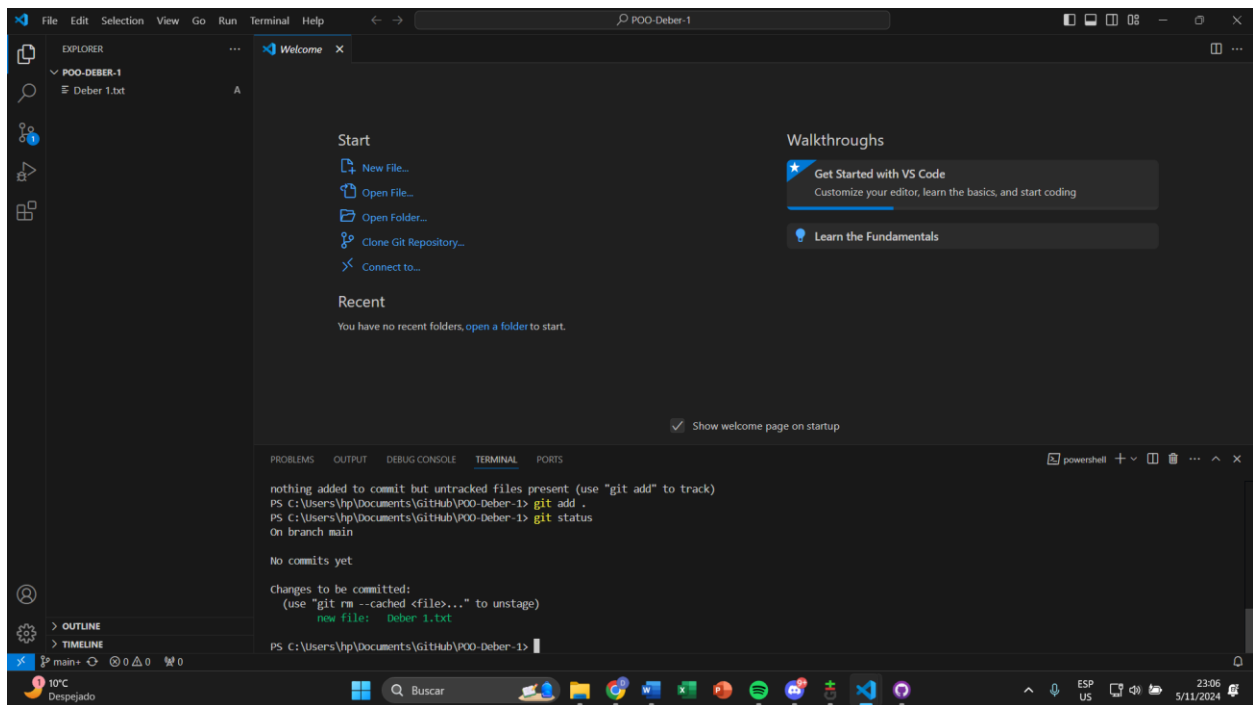 File Edit Selection View Go Run Terminal Help
POO-Deber-1
EXPLORER
Welcome
POO-DEBER-1
Deber 1.txt A
1
Start
New File...
Open File...
Open Folder...
Clone Git Repository...
Connect to...
Recent
You have no recent folders, open a folder to start.
Walkthroughs
Get Started with VS Code
Customize your editor, learn the basics, and start coding
Learn the Fundamentals
Show welcome page on startup
PROBLEMS OUTPUT DEBUG CONSOLE TERMINAL PORTS
powershell
nothing added to commit but untracked files present (use "git add" to track)
PS C:\Users\hp\Documents\GitHub\POO-Deber-1> git add .
PS C:\Users\hp\Documents\GitHub\POO-Deber-1> git status
On branch main
No commits yet
Changes to be committed:
(use "git rm --cached <file>..." to unstage)
new file: Deber 1.txt
PS C:\Users\hp\Documents\GitHub\POO-Deber-1>
OUTLINE
TIMELINE
main+ 0 0 0
1
10°C
Despejado
Buscar
ESP
US
23:06
5/11/2024